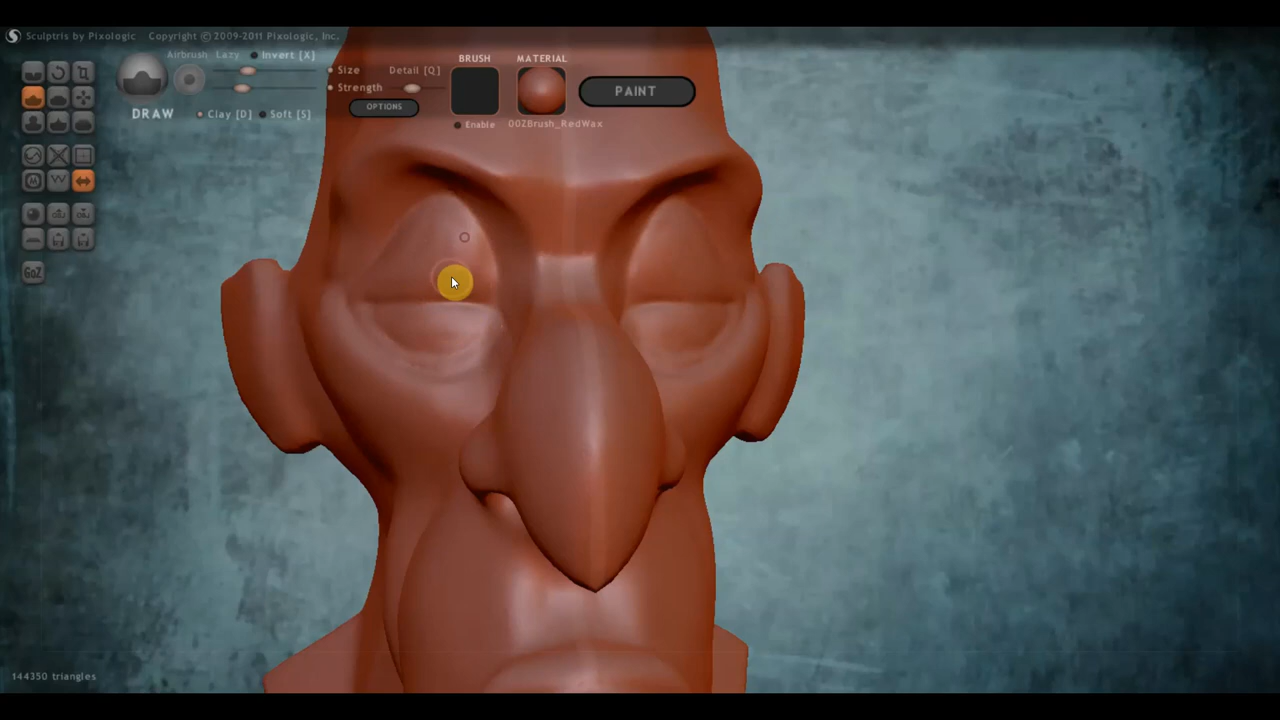 Sculptris by Pixologic Copyright © 2009-2011 Pixologic, Inc.
Airbrush Lazy Invert [X]
Size Detail [Q]
Strength
OPTIONS
DRAW Clay [D] Soft [S]
BRUSH
Enable
MATERIAL
00ZBrush_RedWax
PAINT
GoZ
144350 triangles